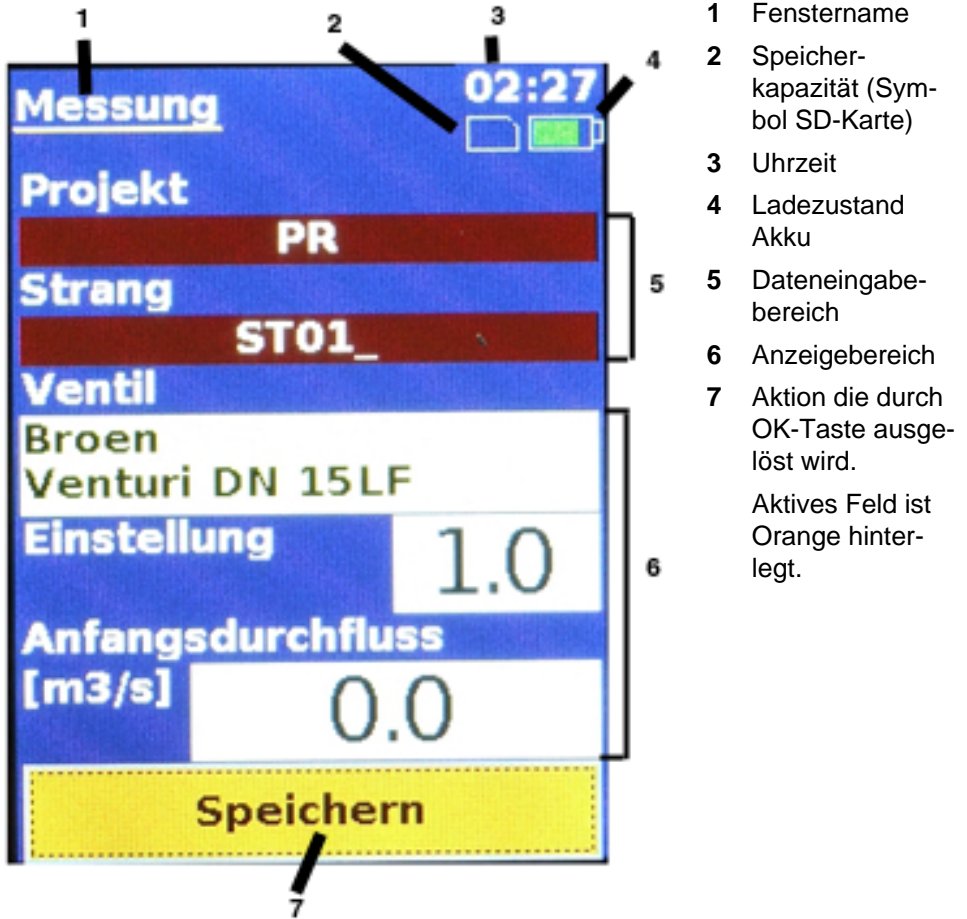 1
2
3
4
Messung
02:27
Projekt
PR
Strang
ST01_
5
Ventil
Broen
Venturi DN 15LF
Einstellung
1.0
6
Anfangsdurchfluss
[m3/s]
0.0
Speichern
7
1 Fenstername
2 Speicher-
kapazität (Sym-
bol SD-Karte)
3 Uhrzeit
4 Ladezustand
Akku
5 Dateneingabe-
bereich
6 Anzeigebereich
7 Aktion die durch
OK-Taste ausge-
löst wird.
Aktives Feld ist
Orange hinter-
legt.